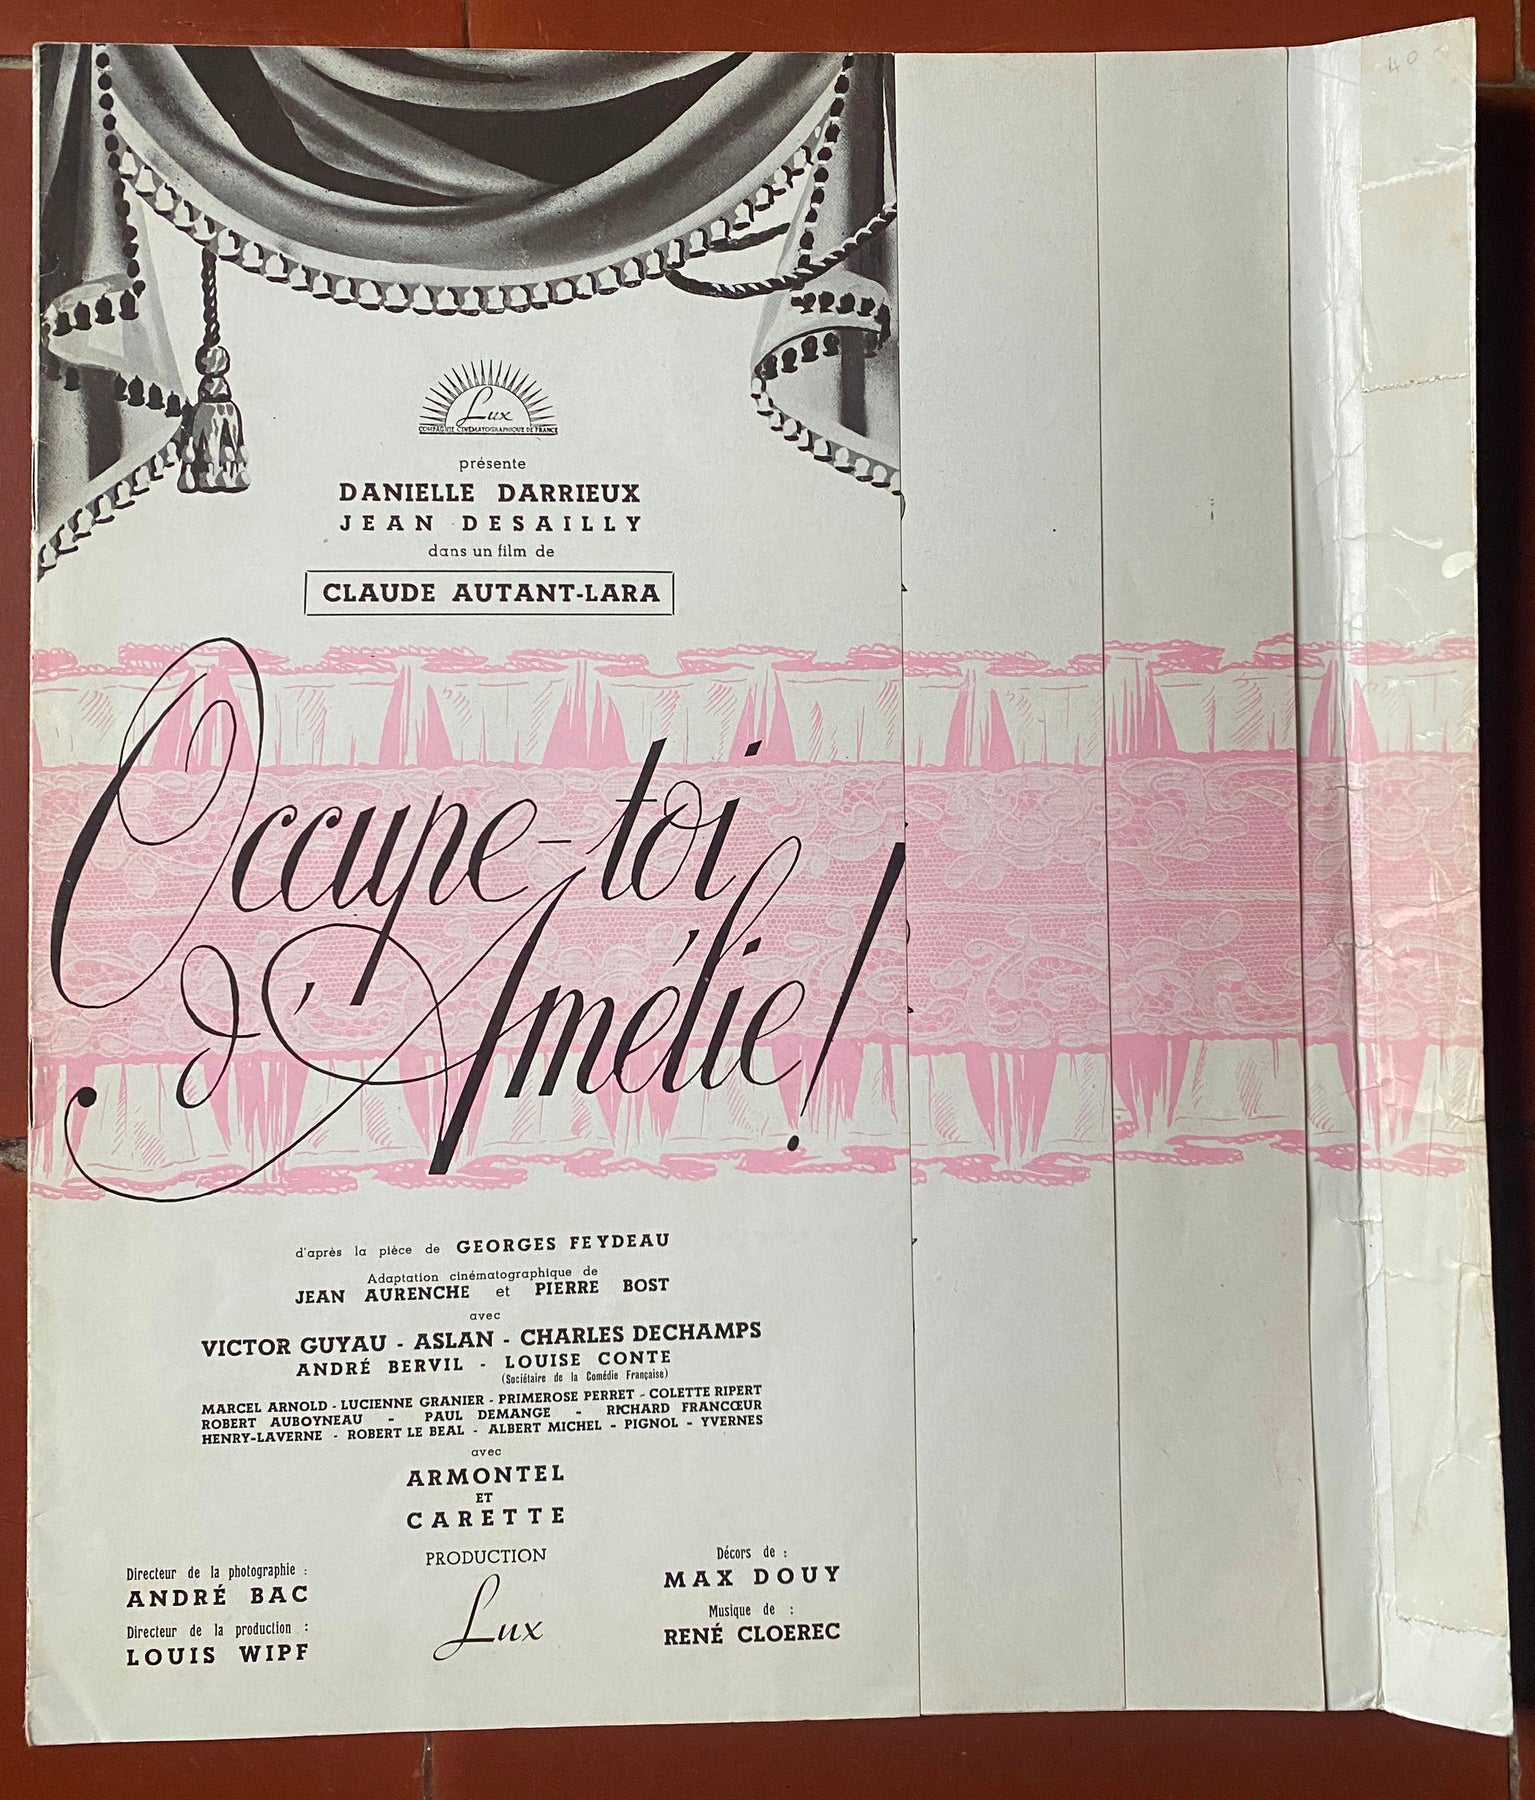 40
Lux
COMPAGNIE CINÉMATOGRAPHIQUE DE FRANCE
présente
DANIELLE DARRIEUX
JEAN DESAILLY
dans un film de
CLAUDE AUTANT-LARA
Occupe-toi
d'Amélie!
d'après la pièce de GEORGES FEYDEAU
Adaptation cinématographique de
JEAN AURENCHE et PIERRE BOST
avec
VICTOR GUYAU - ASLAN - CHARLES DECHAMPS
ANDRÉ BERVIL - LOUISE CONTE
(Sociétaire de la Comédie Française)
MARCEL ARNOLD - LUCIENNE GRANIER - PRIMEROSE PERRET - COLETTE RIPERT
ROBERT AUBOYNEAU - PAUL DEMANGE - RICHARD FRANCŒUR
HENRY-LAVERNE - ROBERT LE BEAL - ALBERT MICHEL - PIGNOL - YVERNES
avec
ARMONTEL
ET
CARETTE
Directeur de la photographie :
ANDRÉ BAC
Directeur de la production :
LOUIS WIPF
PRODUCTION
Lux
Décors de :
MAX DOUY
Musique de :
RENÉ CLOEREC